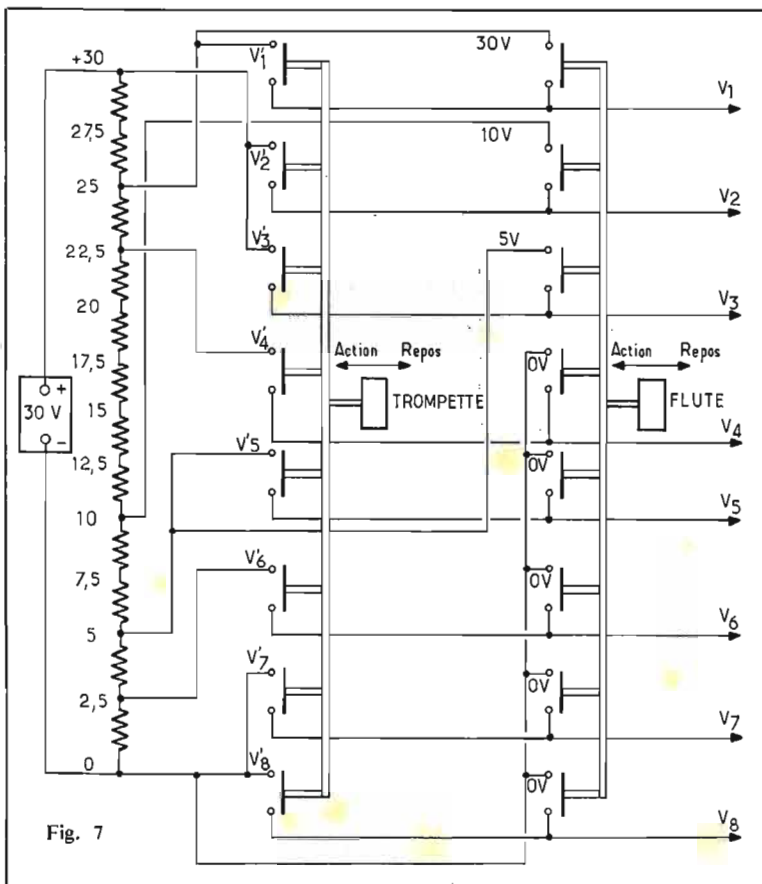 +30
27,5
25
22,5
20
17,5
15
12,5
10
7,5
5
2,5
0
30 V
+
−
V'1
V'2
V'3
V'4
V'5
V'6
V'7
V'8
Action Repos
TROMPETTE
30V
10V
5V
0V
0V
0V
0V
0V
Action Repos
FLUTE
V1
V2
V3
V4
V5
V6
V7
V8
Fig. 7